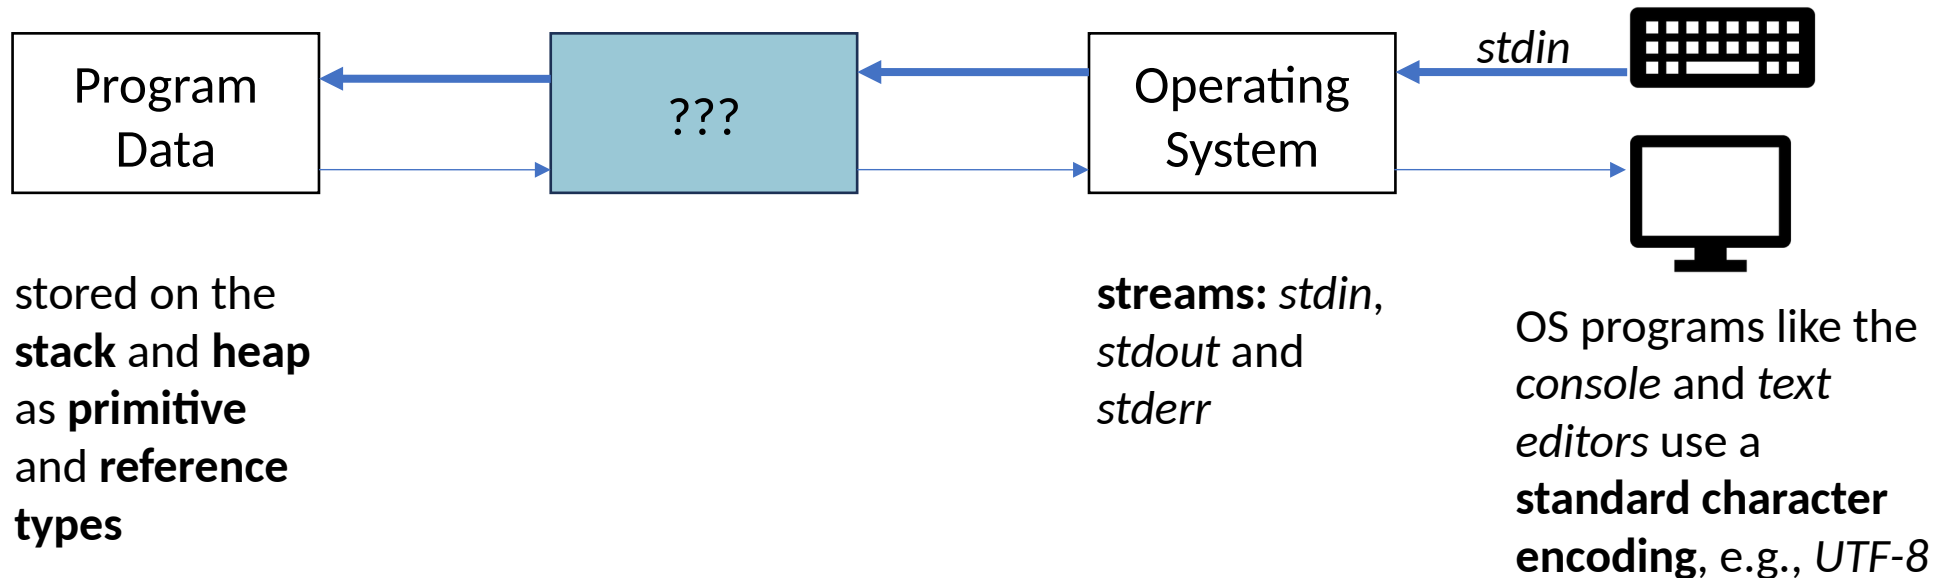 Program
Data
???
Operating
System
stdin
stored on the
stack and heap
as primitive
and reference
types
streams: stdin,
stdout and
stderr
OS programs like the
console and text
editors use a
standard character
encoding, e.g., UTF-8